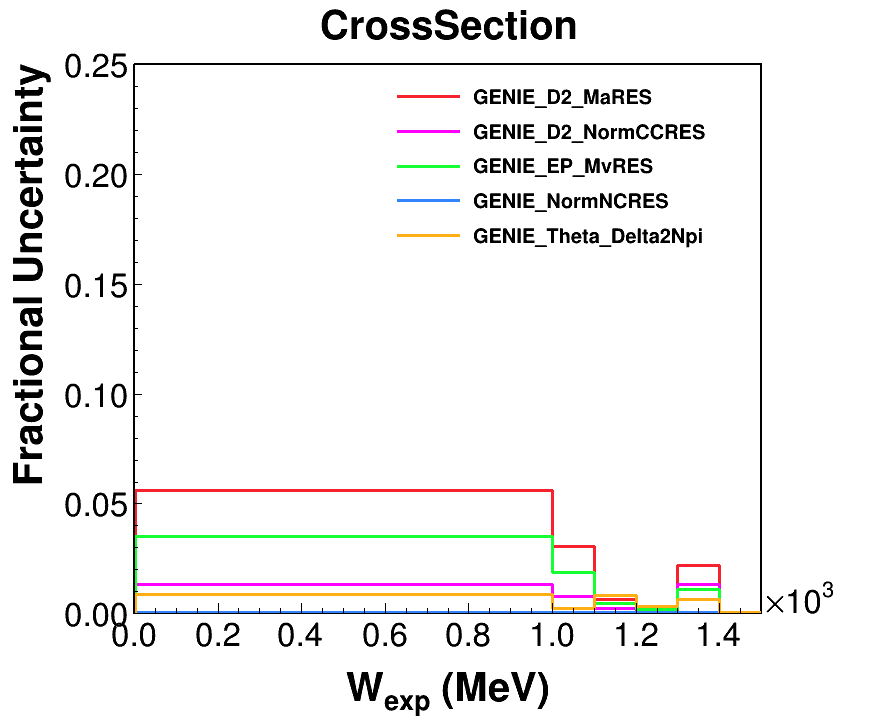 CrossSection
Fractional Uncertainty
0.25
0.20
0.15
0.10
0.05
0.00
GENIE_D2_MaRES
GENIE_D2_NormCCRES
GENIE_EP_MvRES
GENIE_NormNCRES
GENIE_Theta_Delta2Npi
0.0 0.2 0.4 0.6 0.8 1.0 1.2 1.4
×10³
W_exp (MeV)